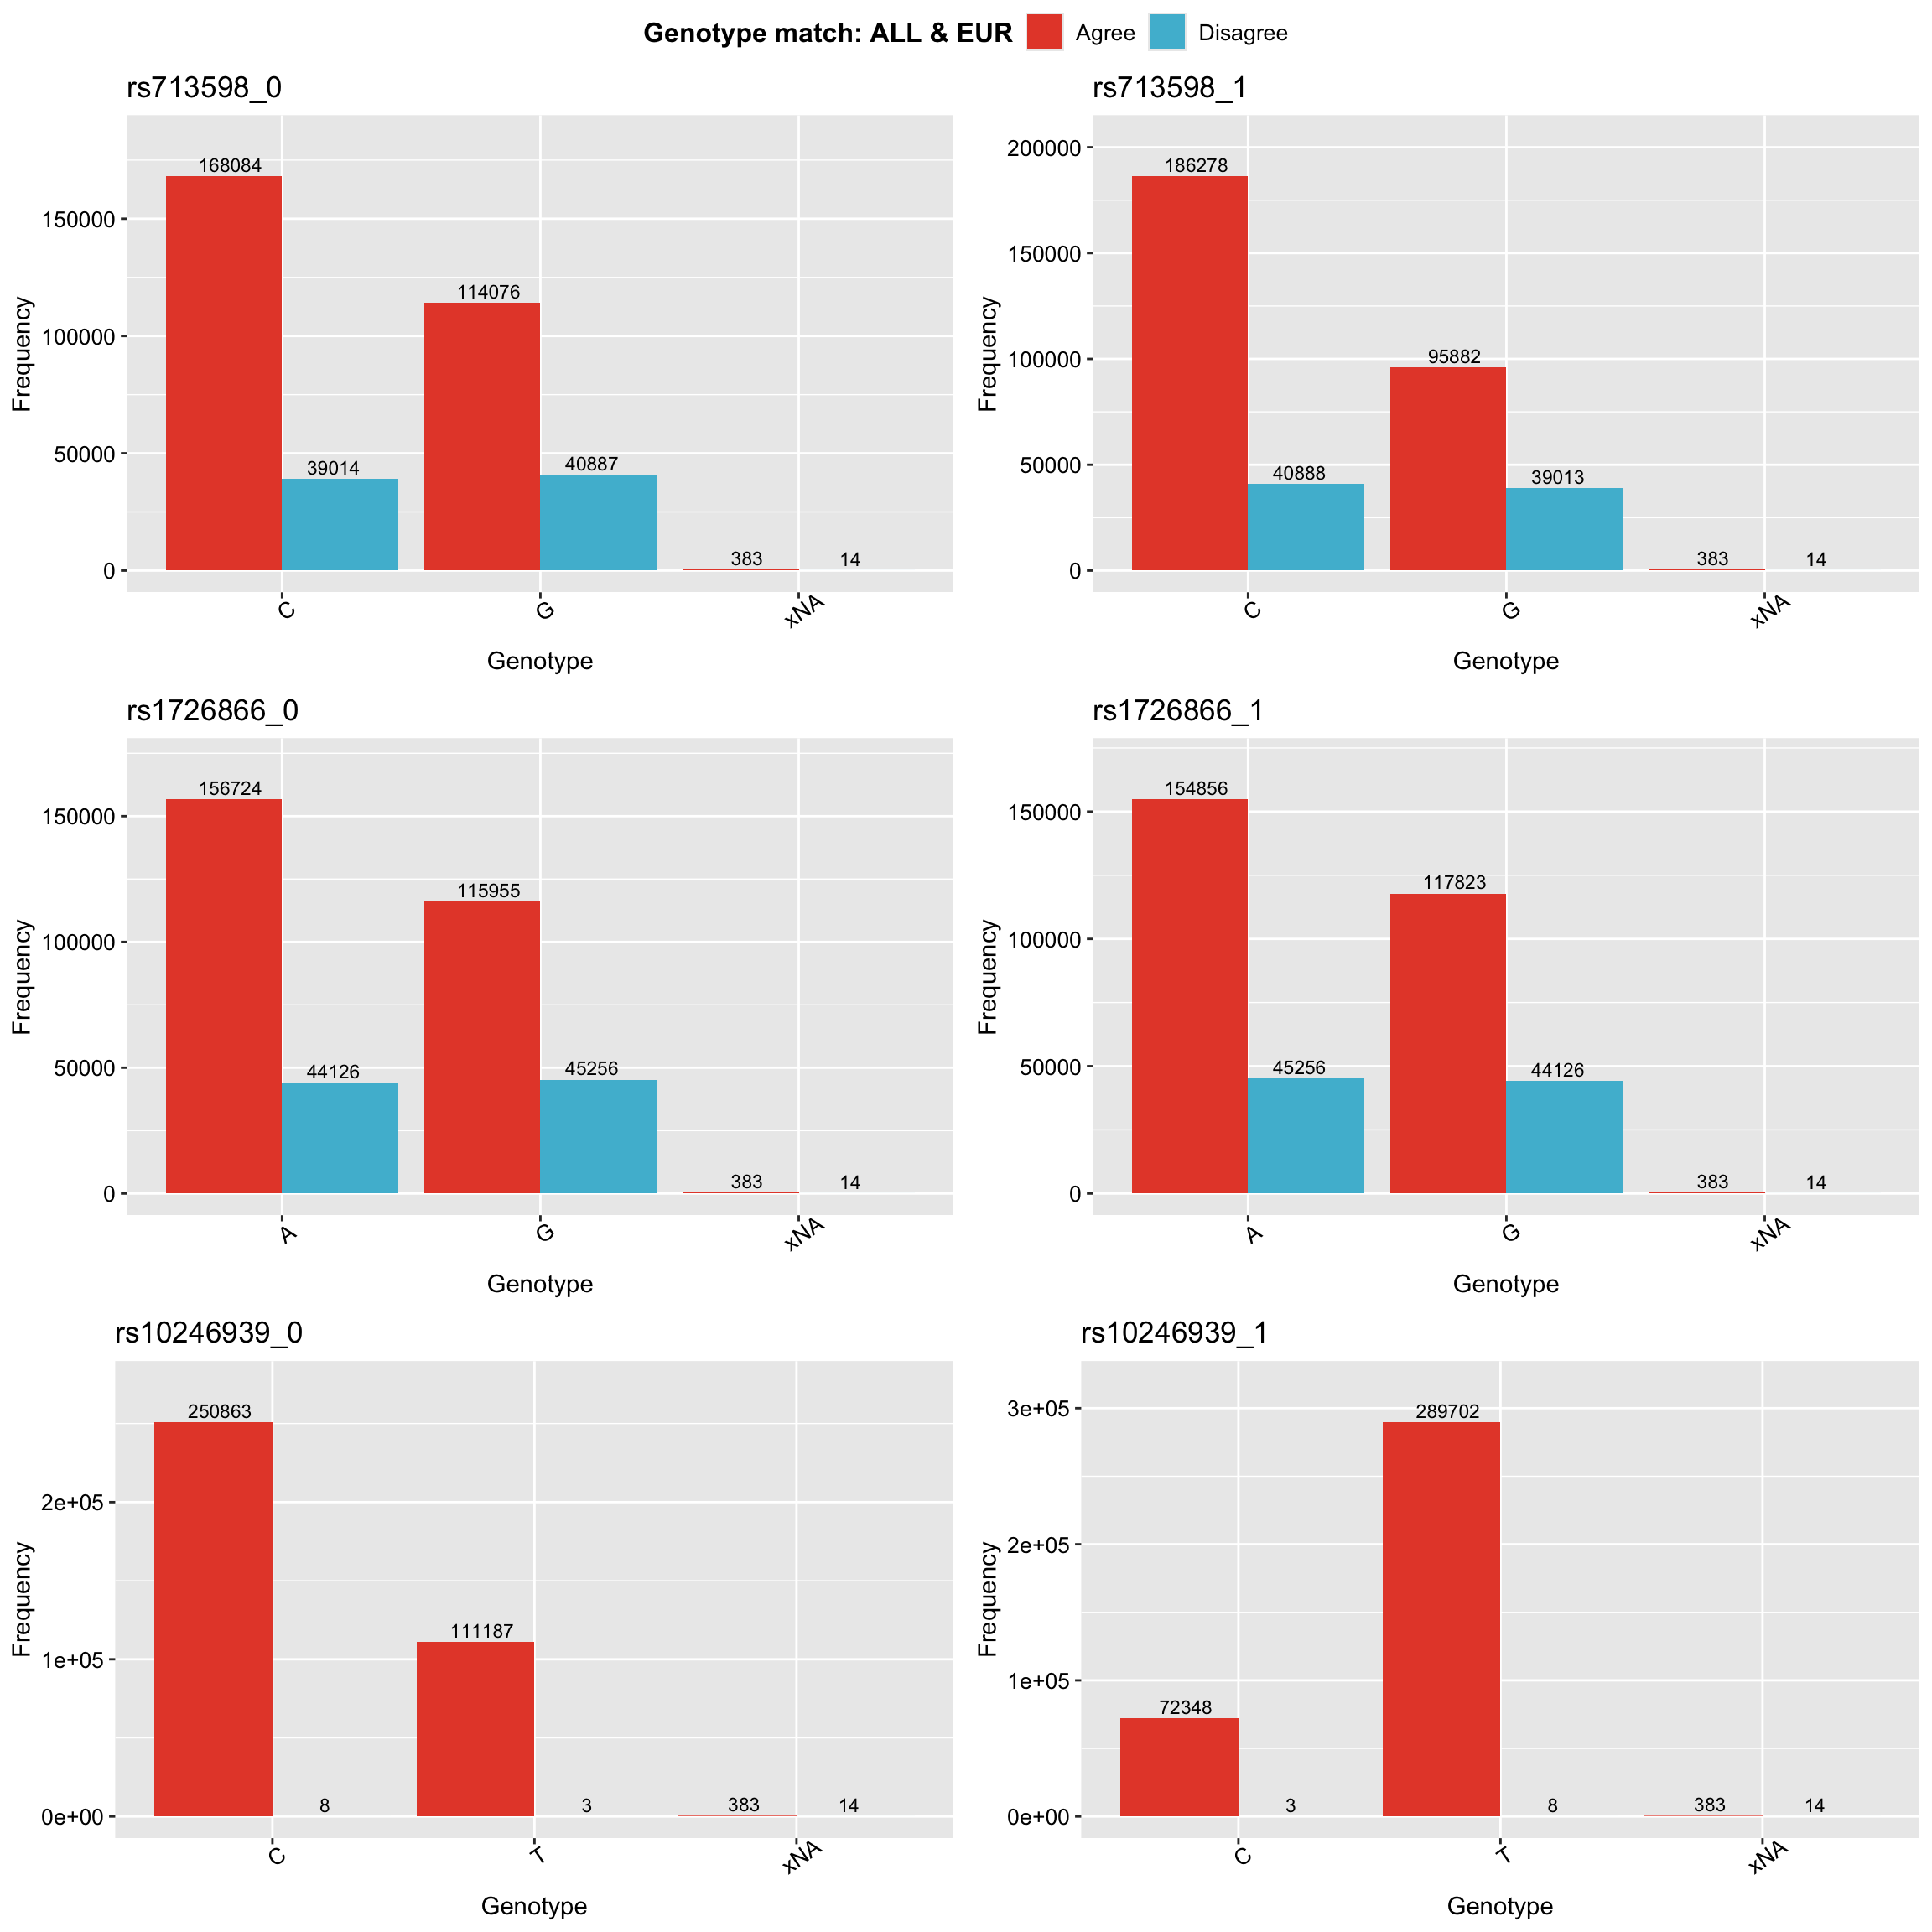 Genotype match: ALL & EUR Agree Disagree
rs713598_0
168084
114076
39014
40887
383
14
150000
100000
50000
0
Frequency
C G xNA
Genotype
rs713598_1
186278
95882
40888
39013
383
14
200000
150000
100000
50000
0
Frequency
C G xNA
Genotype
rs1726866_0
156724
115955
44126
45256
383
14
150000
100000
50000
0
Frequency
A G xNA
Genotype
rs1726866_1
154856
117823
45256
44126
383
14
150000
100000
50000
0
Frequency
A G xNA
Genotype
rs10246939_0
250863
111187
8
3
383
14
2e+05
1e+05
0e+00
Frequency
C T xNA
Genotype
rs10246939_1
289702
72348
3
8
383
14
3e+05
2e+05
1e+05
0e+00
Frequency
C T xNA
Genotype